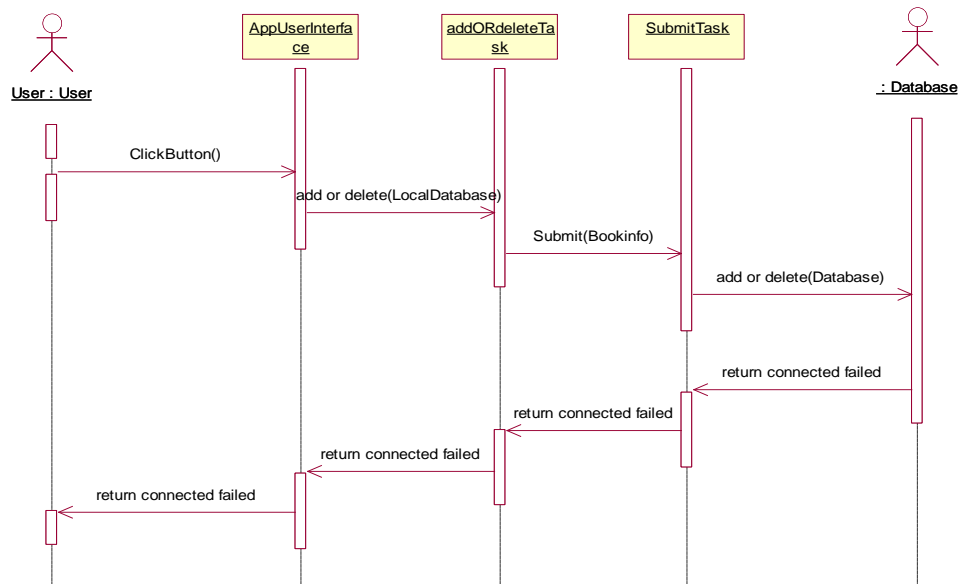 AppUserInterfa
ce
addORdeleteTa
sk
SubmitTask
User : User
: Database
ClickButton()
add or delete(LocalDatabase)
Submit(Bookinfo)
add or delete(Database)
return connected failed
return connected failed
return connected failed
return connected failed